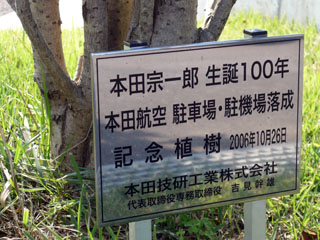 本田宗一郎 生誕100年
本田航空 駐車場・駐機場落成
記念植樹 2006年10月26日
本田技研工業株式会社
代表取締役専務取締役 吉見幹雄